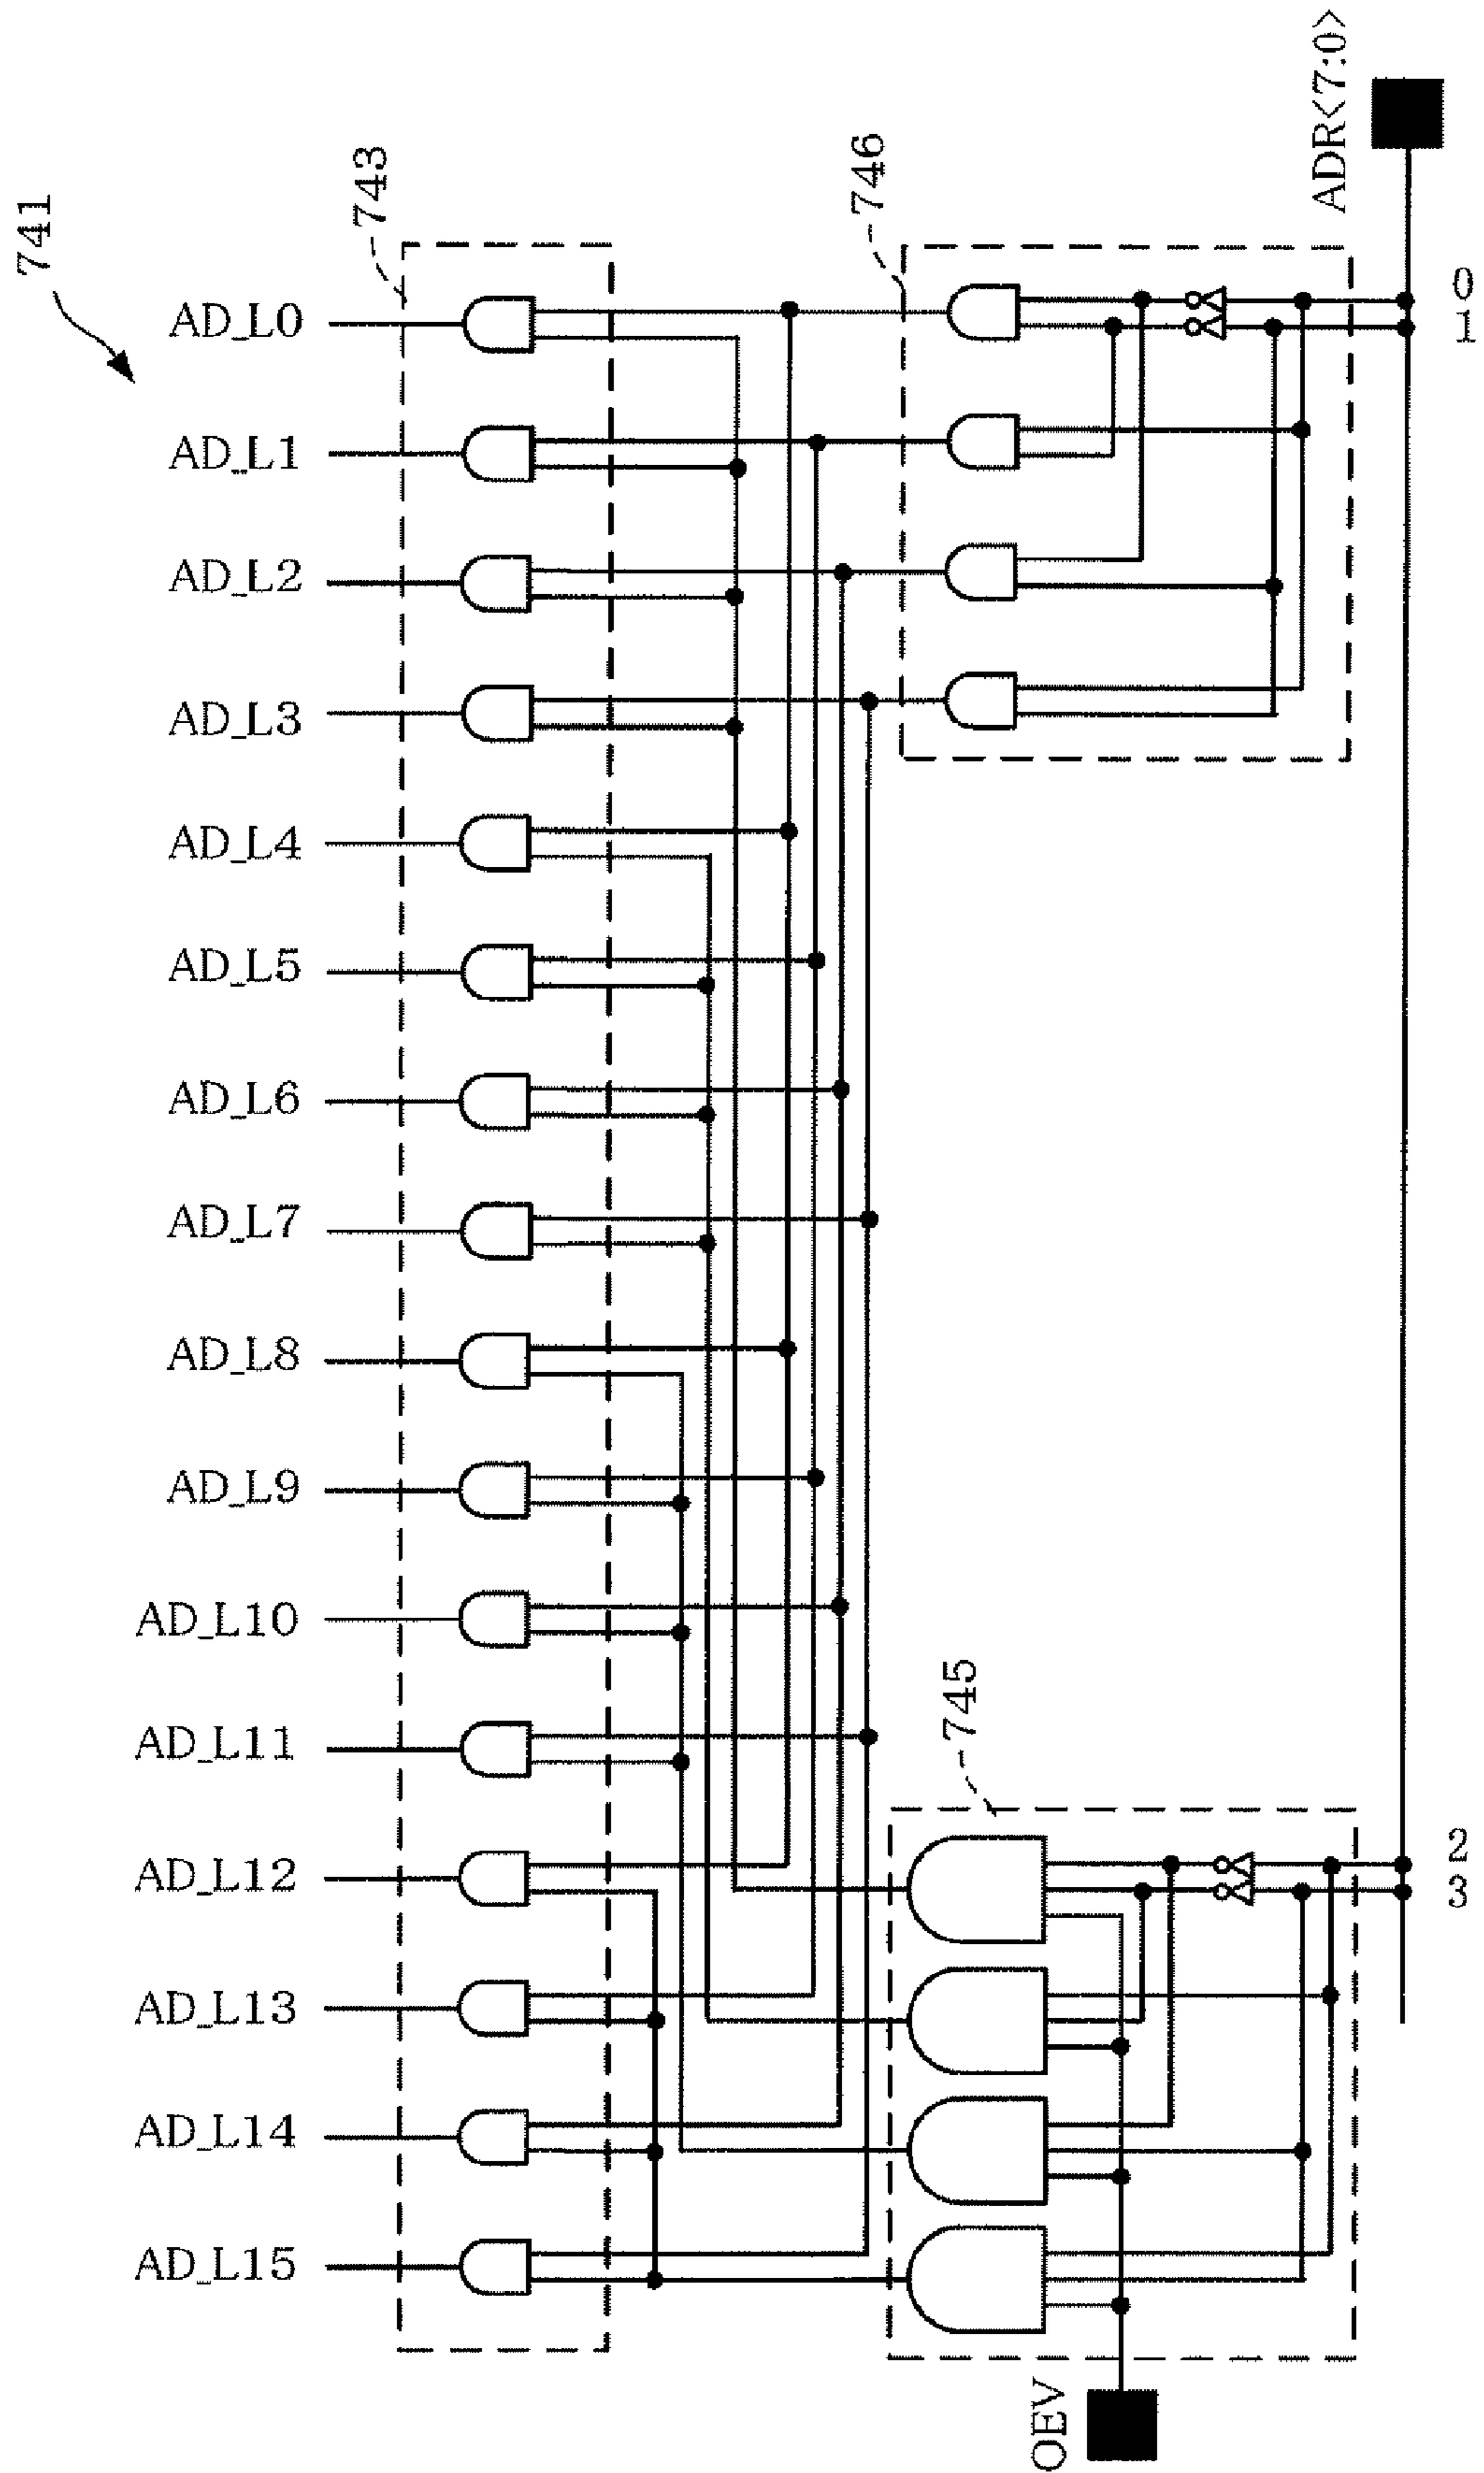 741
743
746
ADR<7:0>
AD_L0
0
1
AD_L1
AD_L2
AD_L3
AD_L4
AD_L5
AD_L6
AD_L7
AD_L8
AD_L9
AD_L10
AD_L11
745
AD_L12
2
3
AD_L13
AD_L14
AD_L15
OEV